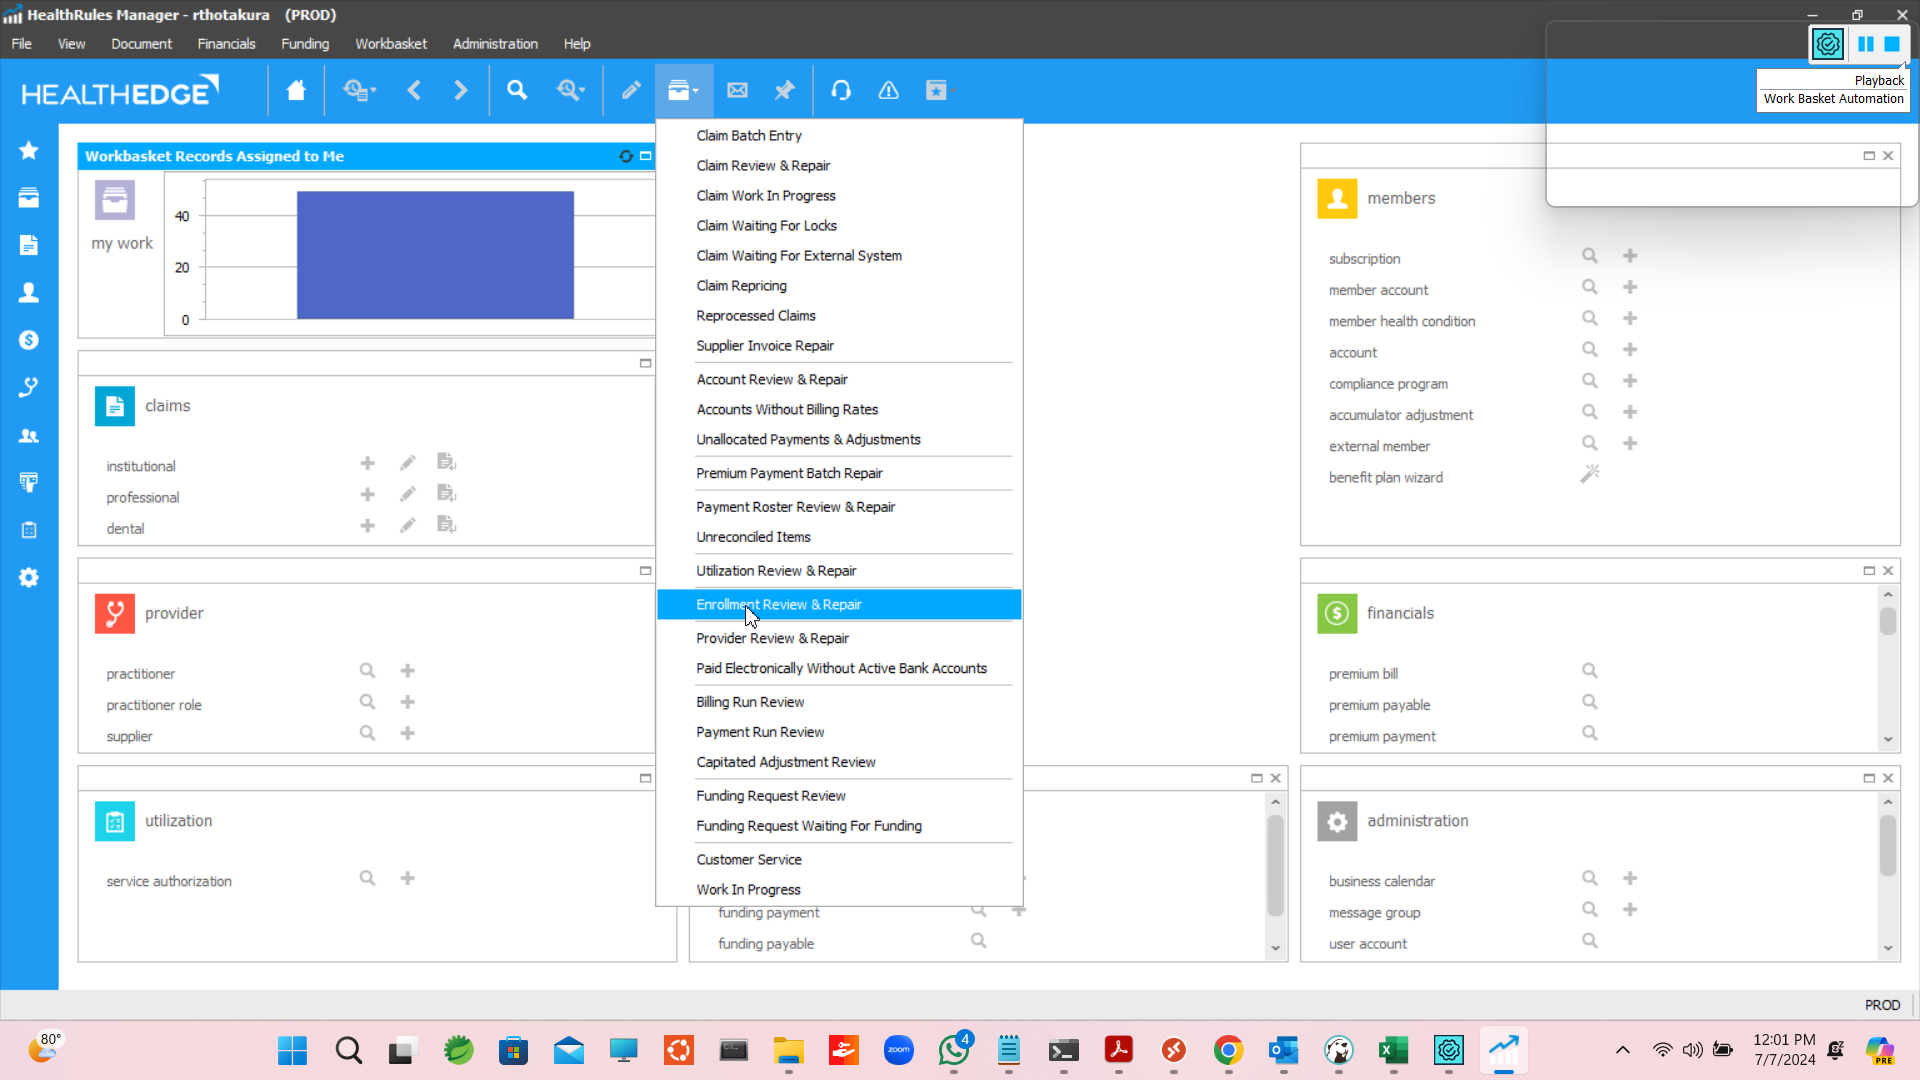 HealthRules Manager - rthotakura (PROD)
File View Document Financials Funding Workbasket Administration Help
HEALTHEDGE
Playback
Work Basket Automation
Workbasket Records Assigned to Me
my work
40
20
0
claims
institutional
professional
dental
provider
practitioner
practitioner role
supplier
utilization
service authorization
Claim Batch Entry
Claim Review & Repair
Claim Work In Progress
Claim Waiting For Locks
Claim Waiting For External System
Claim Repricing
Reprocessed Claims
Supplier Invoice Repair
Account Review & Repair
Accounts Without Billing Rates
Unallocated Payments & Adjustments
Premium Payment Batch Repair
Payment Roster Review & Repair
Unreconciled Items
Utilization Review & Repair
Enrollment Review & Repair
Provider Review & Repair
Paid Electronically Without Active Bank Accounts
Billing Run Review
Payment Run Review
Capitated Adjustment Review
Funding Request Review
Funding Request Waiting For Funding
Customer Service
Work In Progress
funding payment
funding payable
members
subscription
member account
member health condition
account
compliance program
accumulator adjustment
external member
benefit plan wizard
financials
premium bill
premium payable
premium payment
administration
business calendar
message group
user account
PROD
80°
zoom
4
12:01 PM
7/7/2024
PRE